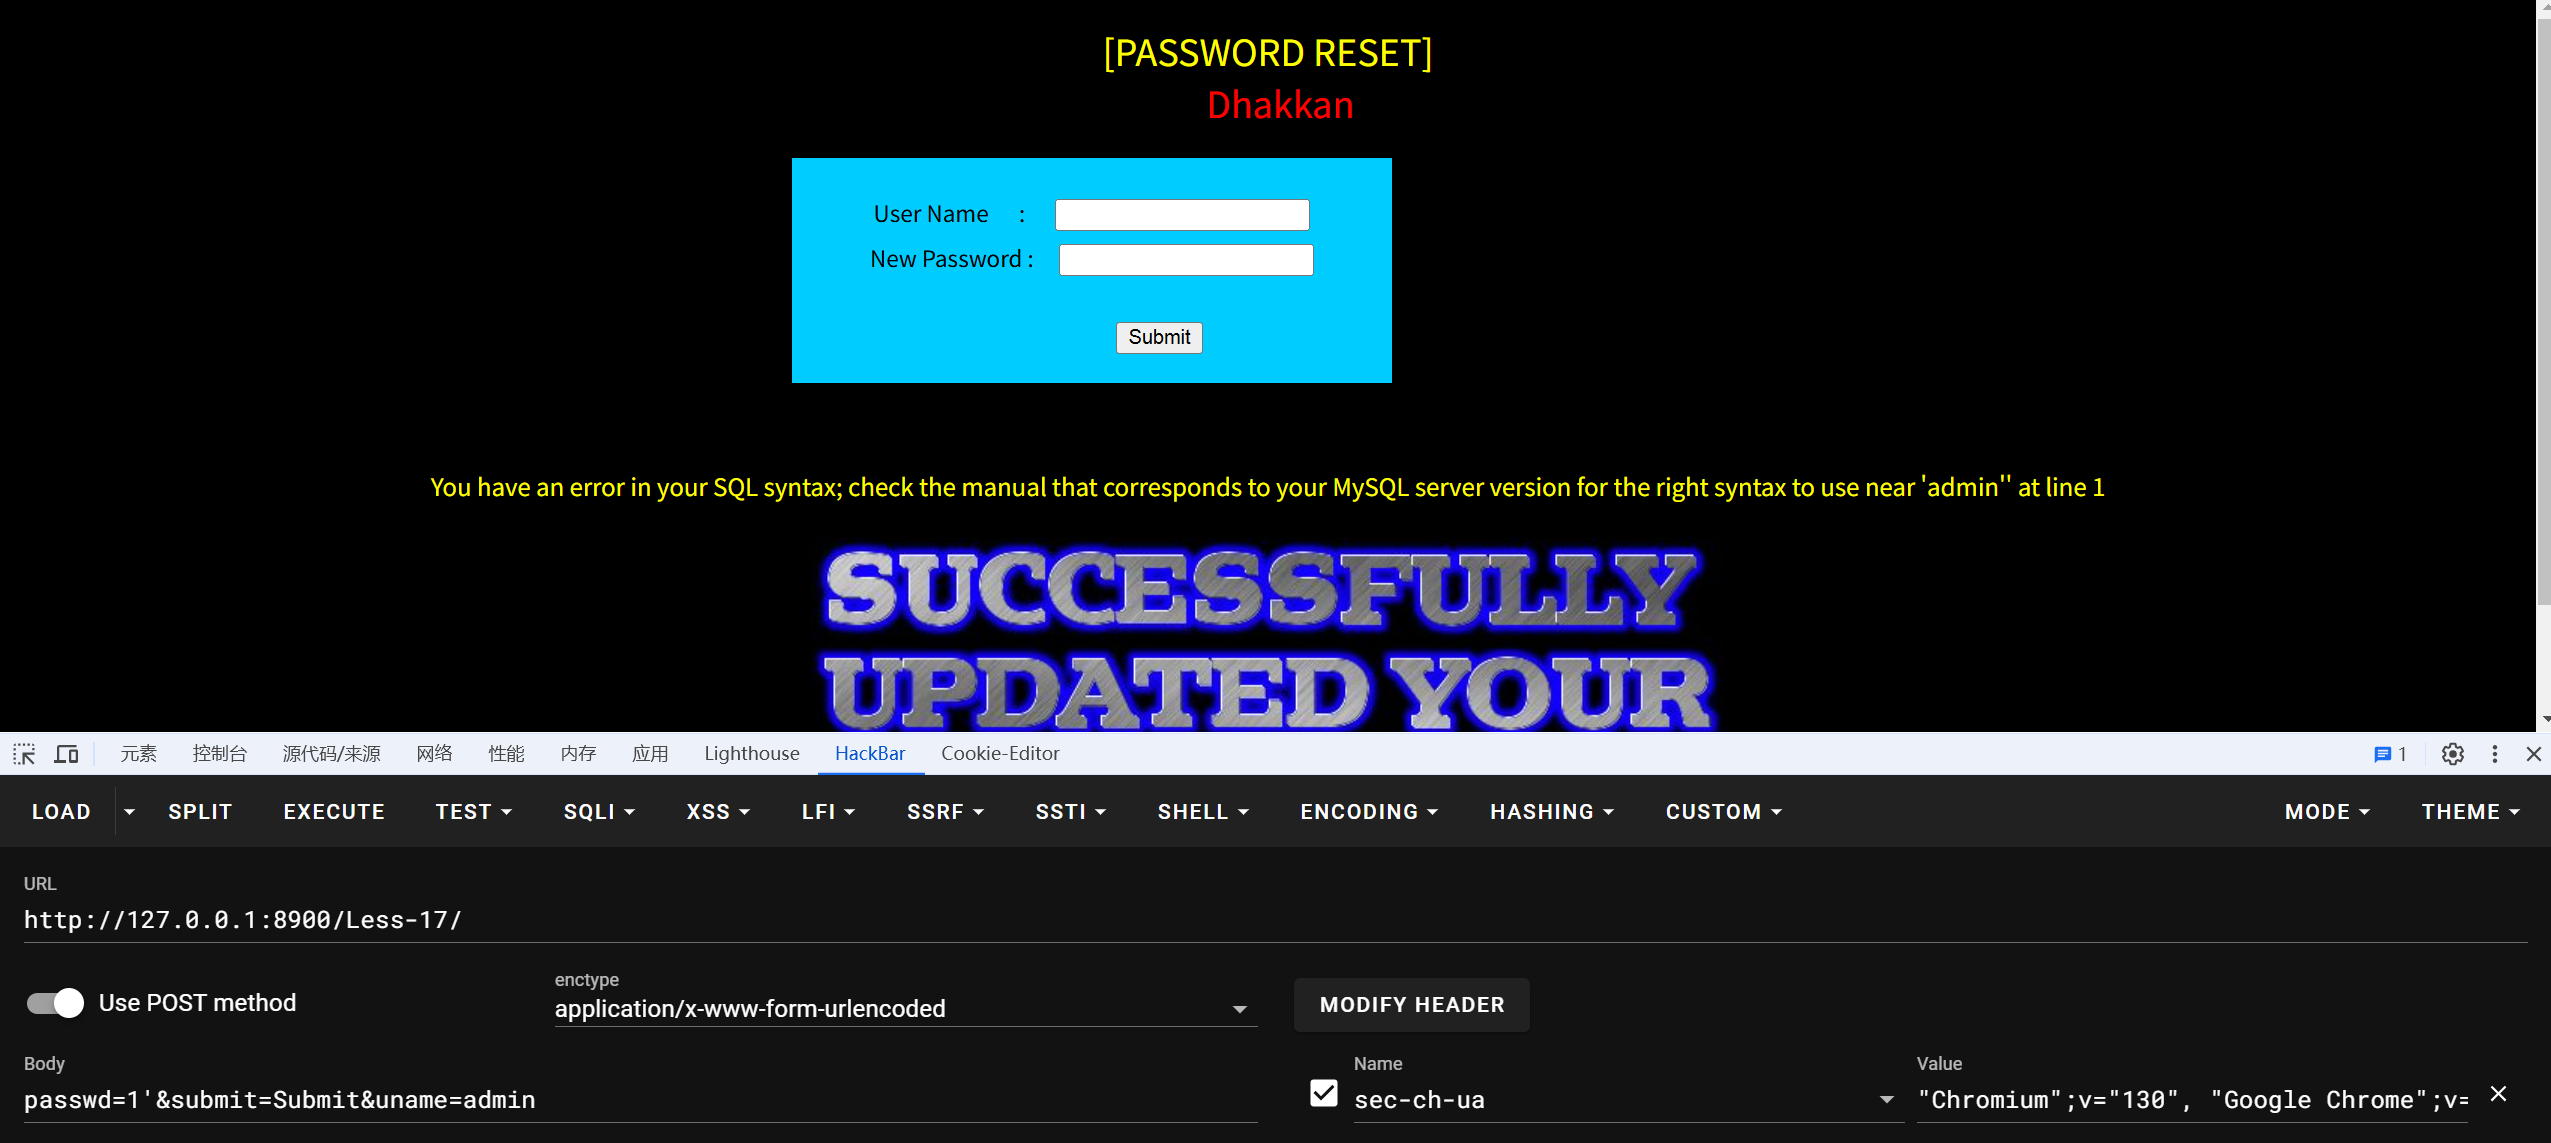 [PASSWORD RESET]
Dhakkan
User Name :
New Password :
Submit
You have an error in your SQL syntax; check the manual that corresponds to your MySQL server version for the right syntax to use near 'admin'' at line 1
SUCCESSFULLY
UPDATED YOUR
元素 控制台 源代码/来源 网络 性能 内存 应用 Lighthouse HackBar Cookie-Editor 1
LOAD SPLIT EXECUTE TEST SQLI XSS LFI SSRF SSTI SHELL ENCODING HASHING CUSTOM MODE THEME
URL
http://127.0.0.1:8900/Less-17/
Use POST method
enctype
application/x-www-form-urlencoded
MODIFY HEADER
Body
passwd=1'&submit=Submit&uname=admin
Name
sec-ch-ua
Value
"Chromium";v="130", "Google Chrome";v=